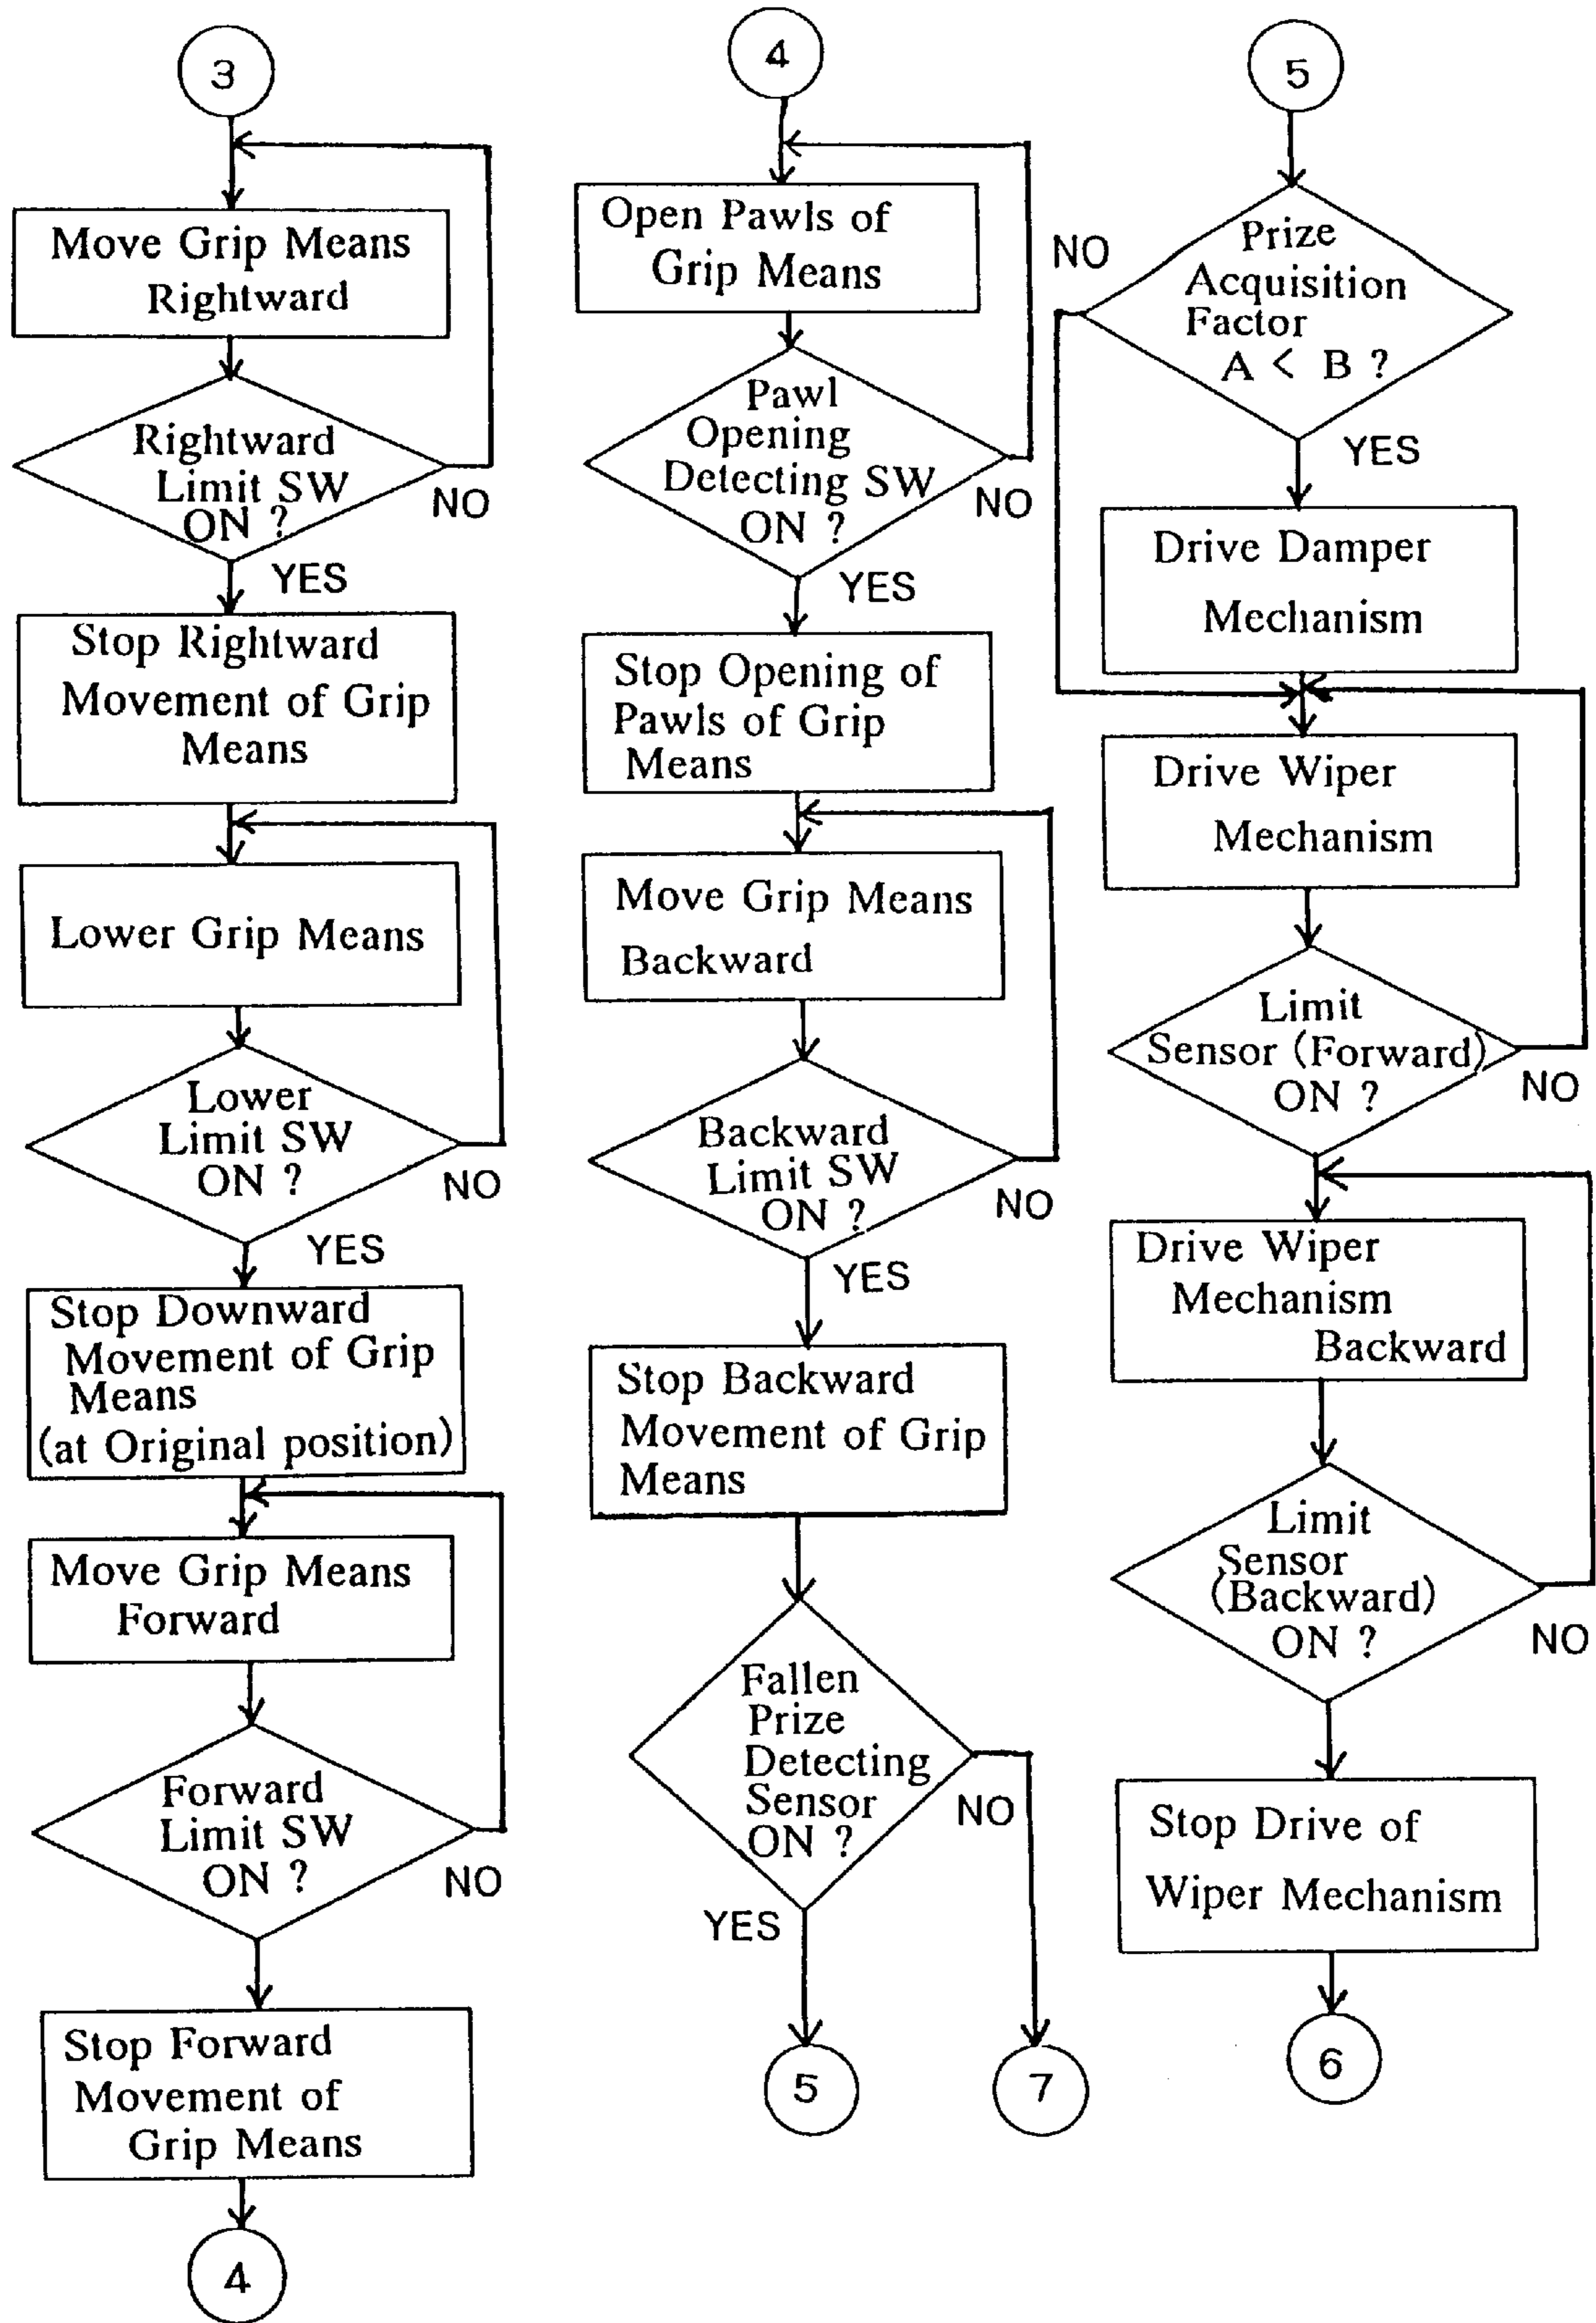 3
Move Grip Means
Rightward
Rightward
Limit SW
ON ?
NO
YES
Stop Rightward
Movement of Grip
Means
Lower Grip Means
Lower
Limit SW
ON ?
NO
YES
Stop Downward
Movement of Grip
Means
(at Original position)
Move Grip Means
Forward
Forward
Limit SW
ON ?
NO
Stop Forward
Movement of
Grip Means
4
4
Open Pawls of
Grip Means
Pawl
Opening
Detecting SW
ON ?
NO
YES
Stop Opening of
Pawls of Grip
Means
Move Grip Means
Backward
Backward
Limit SW
ON ?
NO
YES
Stop Backward
Movement of Grip
Means
Fallen
Prize
Detecting
Sensor
ON ?
NO
YES
5
7
5
NO
Prize
Acquisition
Factor
A < B ?
YES
Drive Damper
Mechanism
Drive Wiper
Mechanism
Limit
Sensor (Forward)
ON ?
NO
Drive Wiper
Mechanism
Backward
Limit
Sensor
(Backward)
ON ?
NO
Stop Drive of
Wiper Mechanism
6